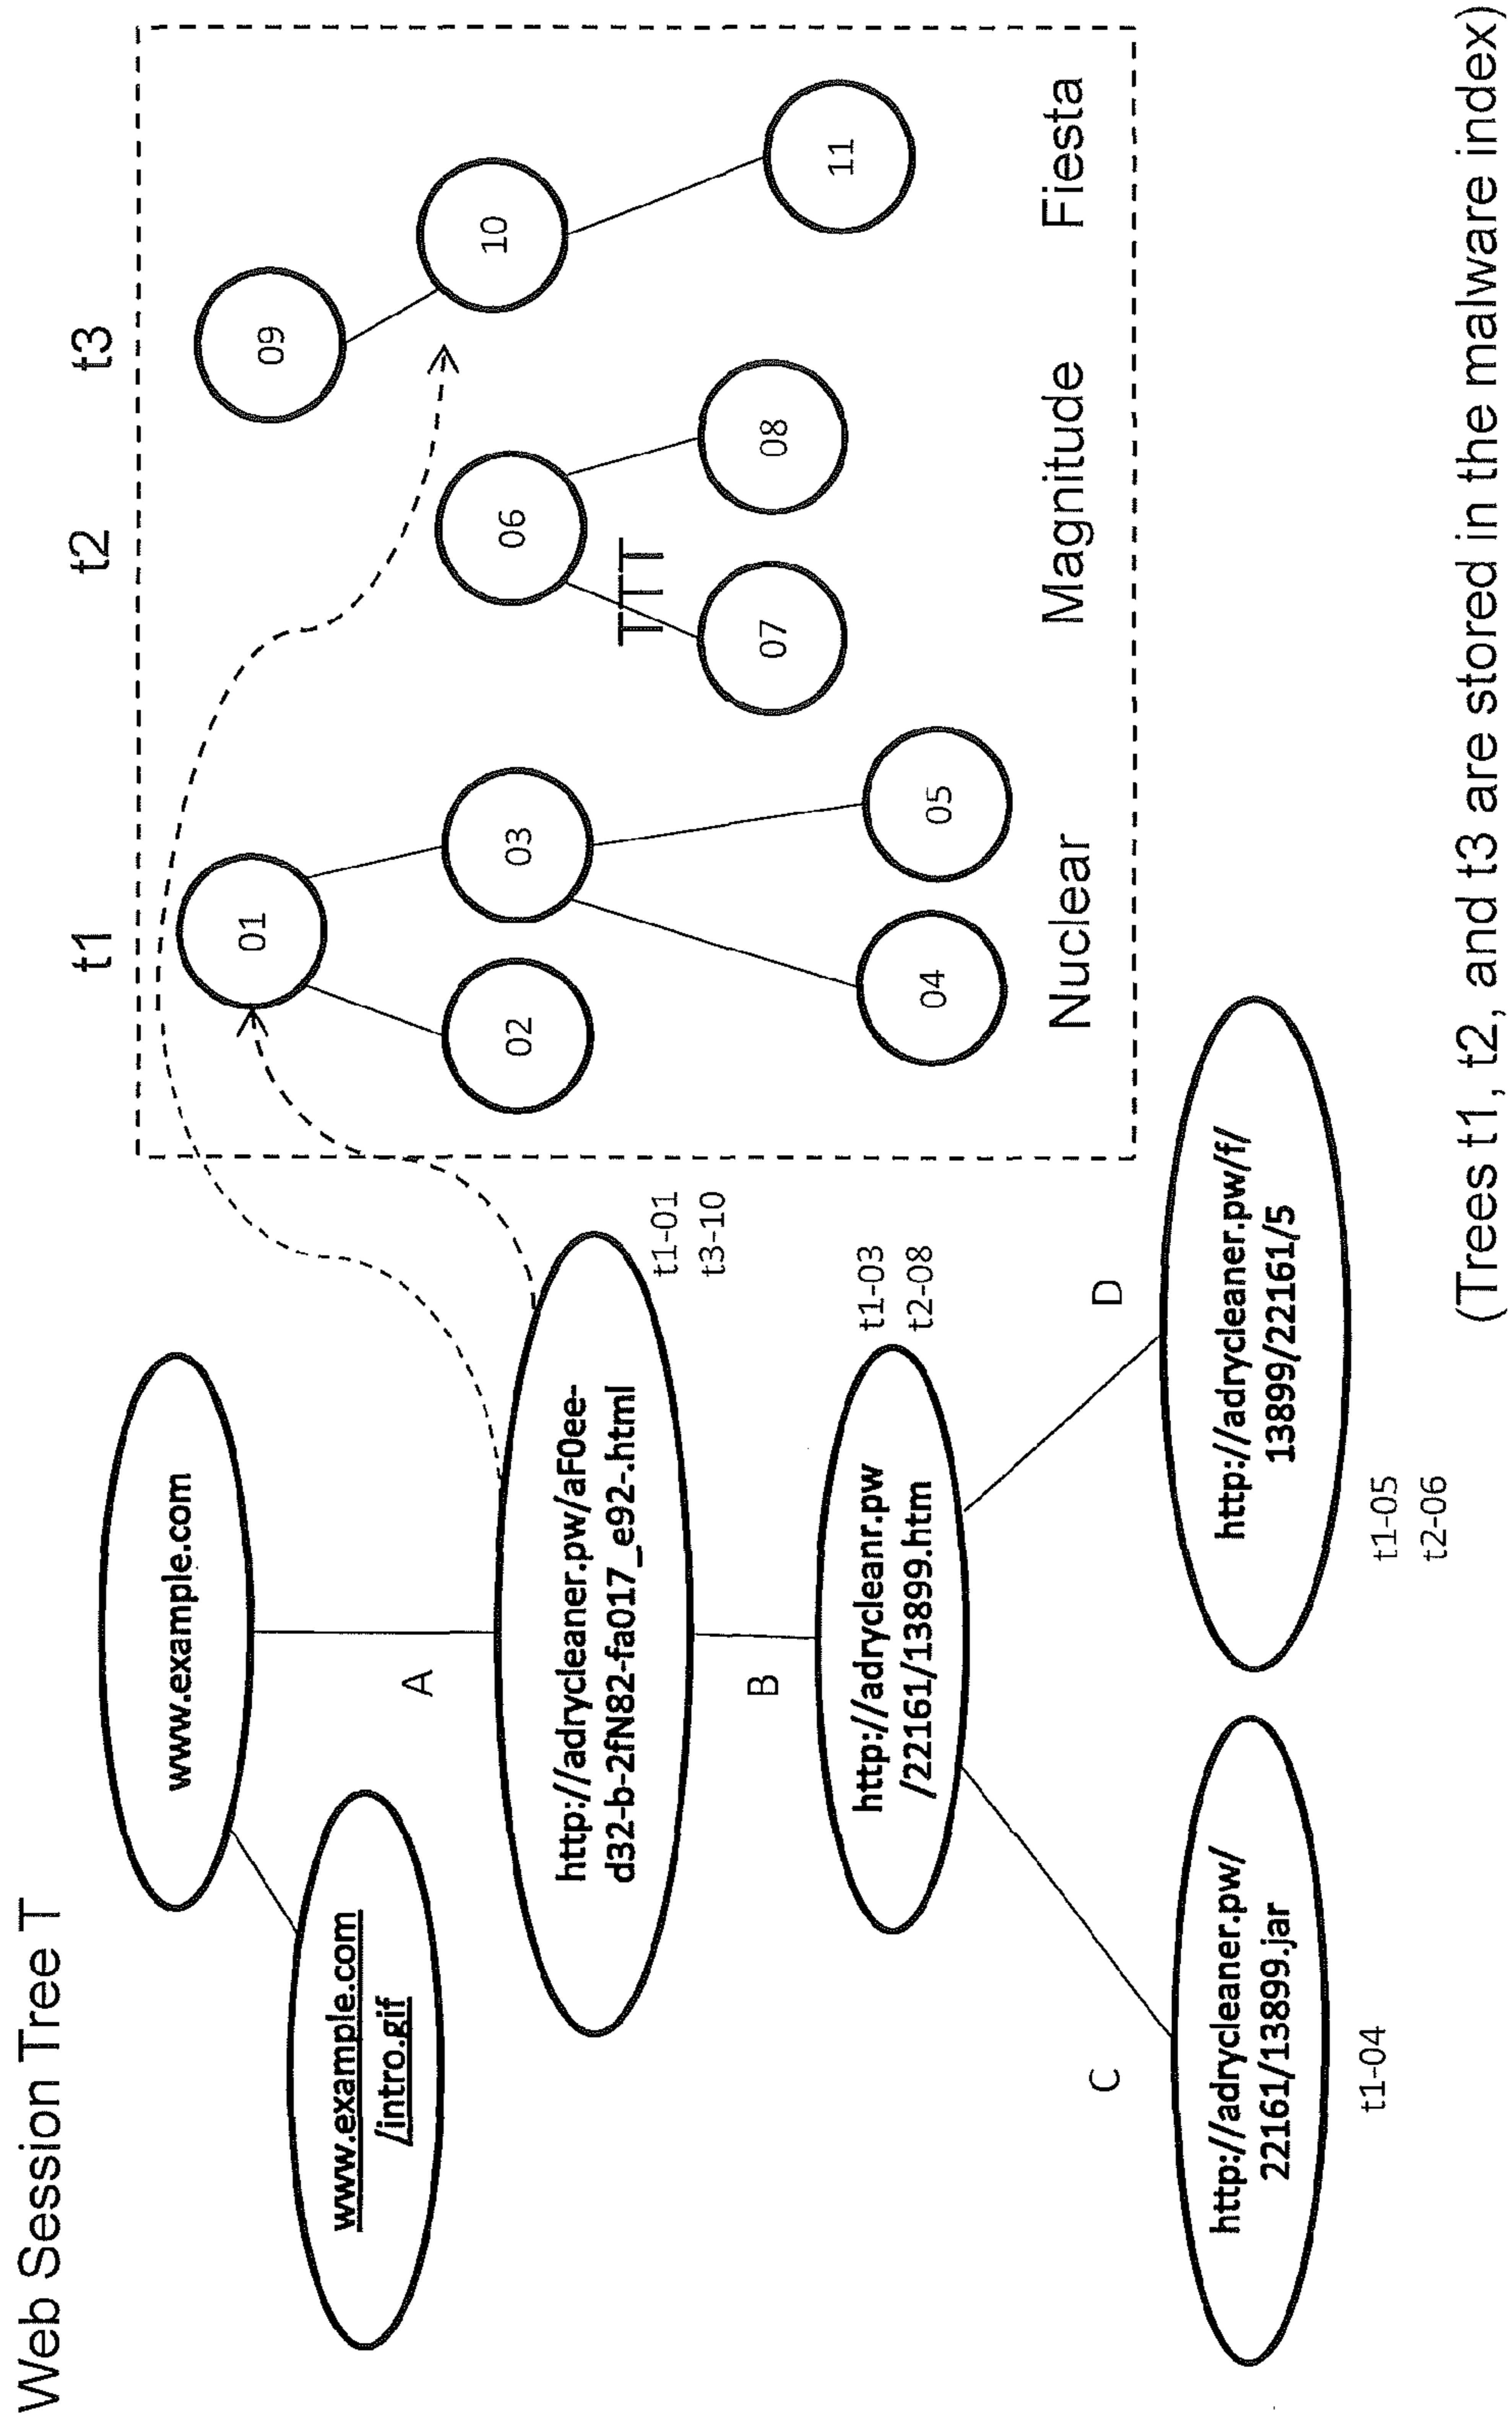 Web Session Tree T
www.example.com
www.example.com
/intro.gif
A
http://adrycleaner.pw/aF0ee-
d32-b-2fN82-fa017_e92-.html
t1-01
t3-10
B
http://adrycleanr.pw
/22161/13899.htm
t1-03
t2-08
C
http://adrycleaner.pw/
22161/13899.jar
t1-04
D
http://adrycleaner.pw/f/
13899/22161/5
t1-05
t2-06
t1
t2
t3
01
02
03
04
05
06
TTT
07
08
09
10
11
Nuclear
Magnitude
Fiesta
(Trees t1, t2, and t3 are stored in the malware index)